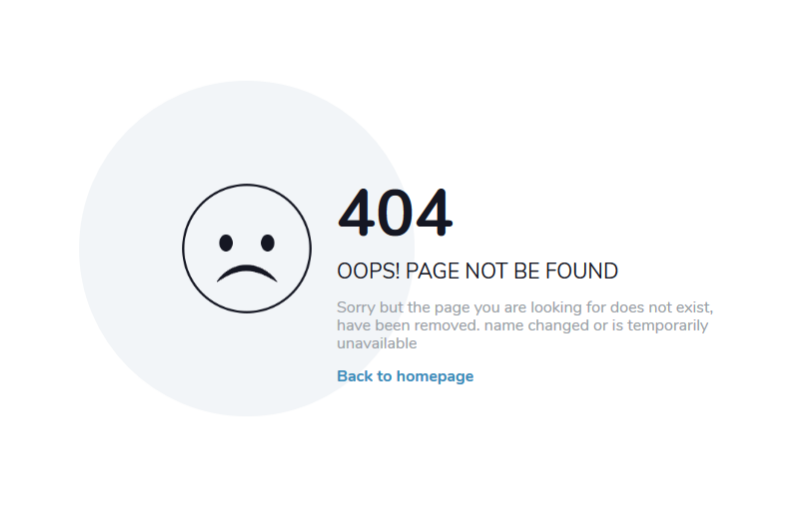 404
OOPS! PAGE NOT BE FOUND
Sorry but the page you are looking for does not exist,
have been removed. name changed or is temporarily
unavailable
Back to homepage